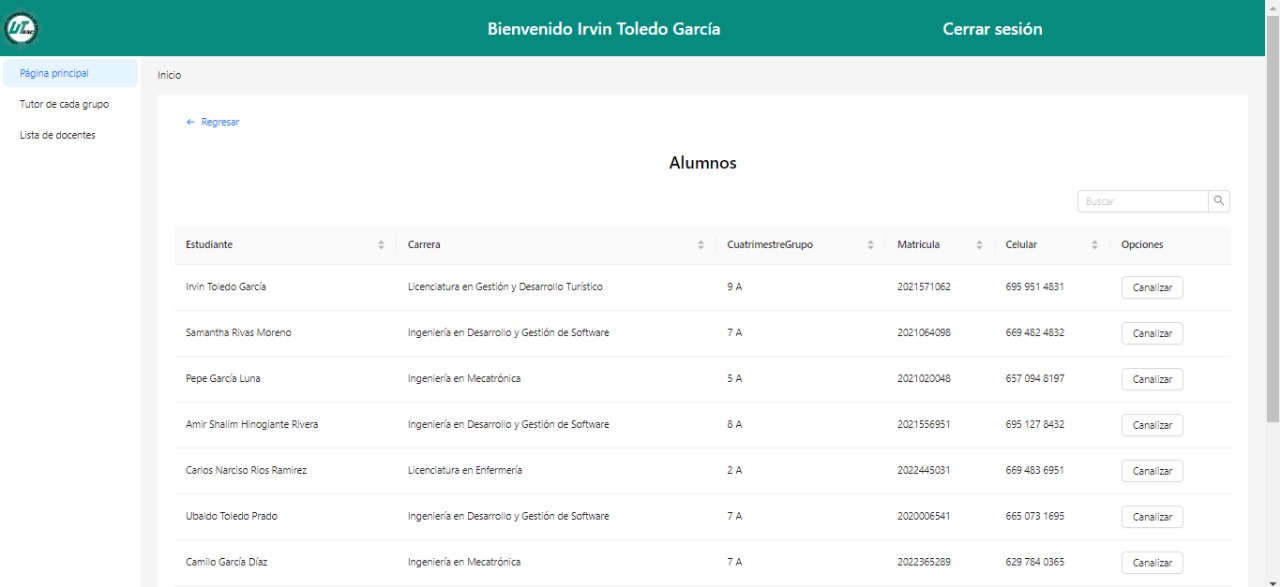 UT
Bienvenido Irvin Toledo García
Cerrar sesión
Página principal
Tutor de cada grupo
Lista de docentes
Inicio
← Regresar
Alumnos
Buscar
Estudiante Carrera CuatrimestreGrupo Matricula Celular Opciones
Irvin Toledo García Licenciatura en Gestión y Desarrollo Turístico 9 A 2021571062 695 951 4831 Canalizar
Samantha Rivas Moreno Ingeniería en Desarrollo y Gestión de Software 7 A 2021064098 669 482 4832 Canalizar
Pepe García Luna Ingeniería en Mecatrónica 5 A 2021020048 657 094 8197 Canalizar
Amir Shalim Hinogiante Rivera Ingeniería en Desarrollo y Gestión de Software 8 A 2021556951 695 127 8432 Canalizar
Carlos Narciso Rios Ramirez Licenciatura en Enfermería 2 A 2022445031 669 483 6951 Canalizar
Ubaldo Toledo Prado Ingeniería en Desarrollo y Gestión de Software 7 A 2020006541 665 073 1695 Canalizar
Camilo García Díaz Ingeniería en Mecatrónica 7 A 2022365289 629 784 0365 Canalizar